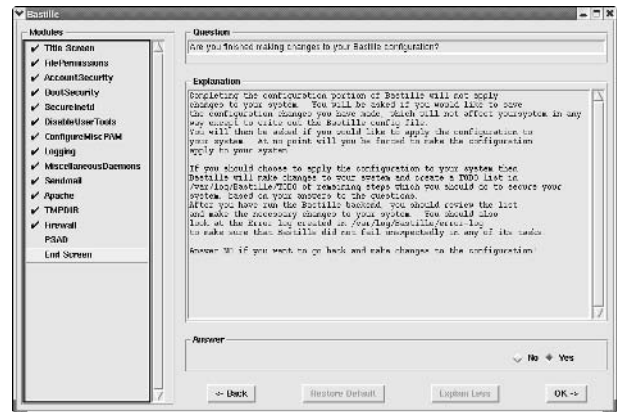 Bastille
Modules
Title Screen
FilePermissions
AccountSecurity
BootSecurity
SecureInetd
DisableUserTools
ConfigureMiscPAM
Logging
MiscellaneousDaemons
Sendmail
Apache
TMPDIR
Firewall
PSAD
End Screen
Question
Are you finished making changes to your Bastille configuration?
Explanation
Completing the configuration portion of Bastille will not apply
changes to your system. You will be asked if you would like to save
the configuration changes you have made, which will not affect yoursystem in any
way except to write out the Bastille config file.
You will then be asked if you would like to apply the configuration to
your system. At no point will you be forced to make the configuration
apply to your system
If you should choose to apply the configuration to your system then
Bastille will make changes to your system and create a TODO list in
/var/log/Bastille/TODO of remaining steps which you should do to secure your
system, based on your answers to the questions.
After you have run the Bastille backend, you should review the list
and make the necessary changes to your system. You should also
look at the Error log created in /var/log/Bastille/error-log
to make sure that Bastille did not fail unexpectedly in any of its tasks.
Answer NO if you want to go back and make changes to the configuration!
Answer
No Yes
<- Back Restore Default Explain Less OK ->